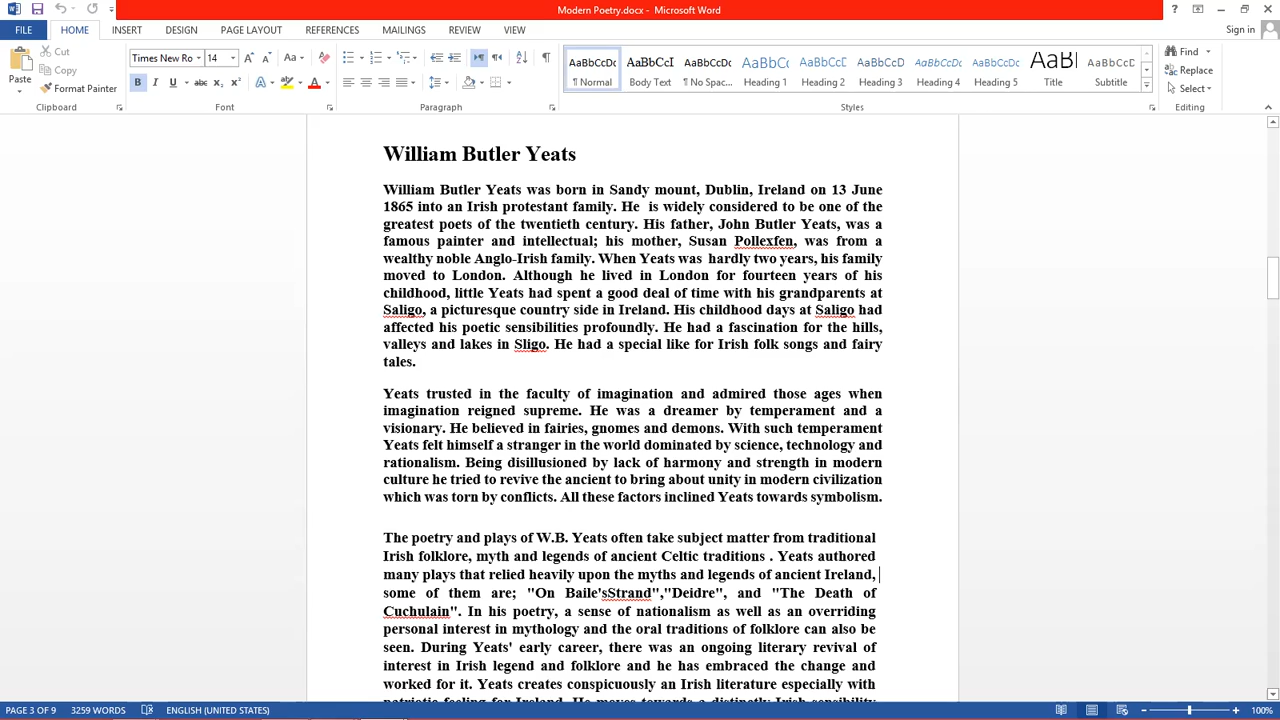 Modern Poetry.docx - Microsoft Word
Sign in
FILE HOME INSERT DESIGN PAGE LAYOUT REFERENCES MAILINGS REVIEW VIEW
Paste
Cut
Copy
Format Painter
Clipboard
Times New Ro 14
Font
Paragraph
AaBbCcDc AaBbCcI AaBbCcDc AaBbCcI AaBbCcDc AaBbCcDc AaBbCcDc AaBbCcDc AaBl AaBbCcD
¶ Normal Body Text ¶ No Spac... Heading 1 Heading 2 Heading 3 Heading 4 Heading 5 Title Subtitle
Styles
Find
Replace
Select
Editing
William Butler Yeats
William Butler Yeats was born in Sandy mount, Dublin, Ireland on 13 June
1865 into an Irish protestant family. He is widely considered to be one of the
greatest poets of the twentieth century. His father, John Butler Yeats, was a
famous painter and intellectual; his mother, Susan Pollexfen, was from a
wealthy noble Anglo-Irish family. When Yeats was hardly two years, his family
moved to London. Although he lived in London for fourteen years of his
childhood, little Yeats had spent a good deal of time with his grandparents at
Saligo, a picturesque country side in Ireland. His childhood days at Saligo had
affected his poetic sensibilities profoundly. He had a fascination for the hills,
valleys and lakes in Sligo. He had a special like for Irish folk songs and fairy
tales.
Yeats trusted in the faculty of imagination and admired those ages when
imagination reigned supreme. He was a dreamer by temperament and a
visionary. He believed in fairies, gnomes and demons. With such temperament
Yeats felt himself a stranger in the world dominated by science, technology and
rationalism. Being disillusioned by lack of harmony and strength in modern
culture he tried to revive the ancient to bring about unity in modern civilization
which was torn by conflicts. All these factors inclined Yeats towards symbolism.
The poetry and plays of W.B. Yeats often take subject matter from traditional
Irish folklore, myth and legends of ancient Celtic traditions . Yeats authored
many plays that relied heavily upon the myths and legends of ancient Ireland,
some of them are; "On Baile'sStrand","Deidre", and "The Death of
Cuchulain". In his poetry, a sense of nationalism as well as an overriding
personal interest in mythology and the oral traditions of folklore can also be
seen. During Yeats' early career, there was an ongoing literary revival of
interest in Irish legend and folklore and he has embraced the change and
worked for it. Yeats creates conspicuously an Irish literature especially with
patriotic feeling for Ireland. He moves towards a distinctly Irish sensibility
PAGE 3 OF 9 3259 WORDS ENGLISH (UNITED STATES) 100%